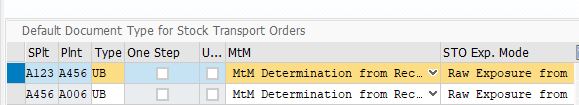 Default Document Type for Stock Transport Orders
SPlt Plnt Type One Step U... MtM STO Exp. Mode
A123 A456 UB MtM Determination from Rec... Raw Exposure from
A456 A006 UB MtM Determination from Rec... Raw Exposure from